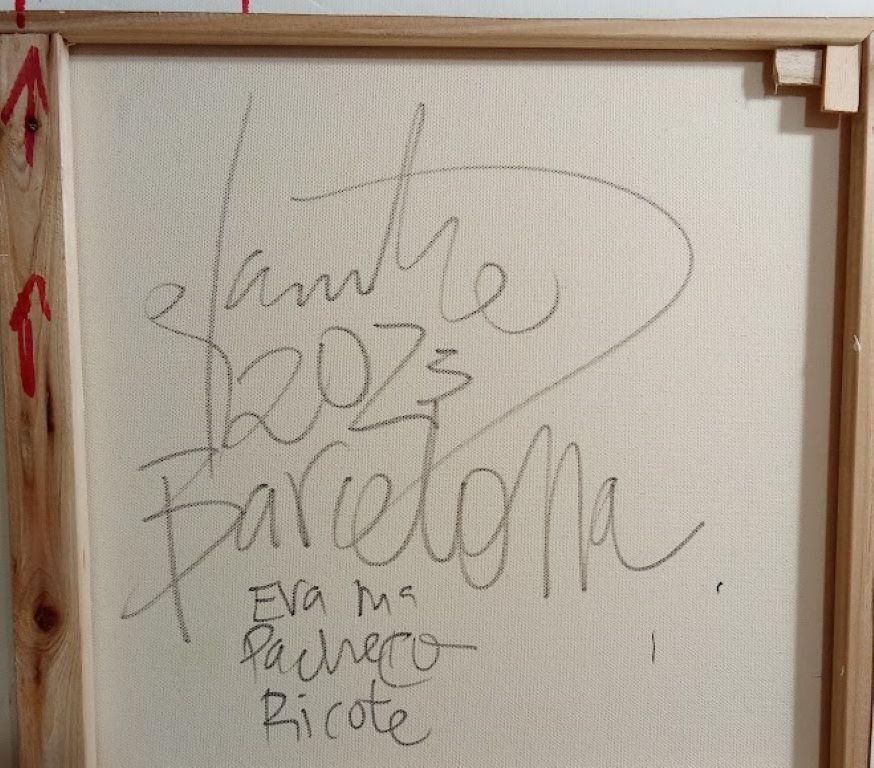 2023
Barcelona
Eva Mª
Pacheco
Ricote